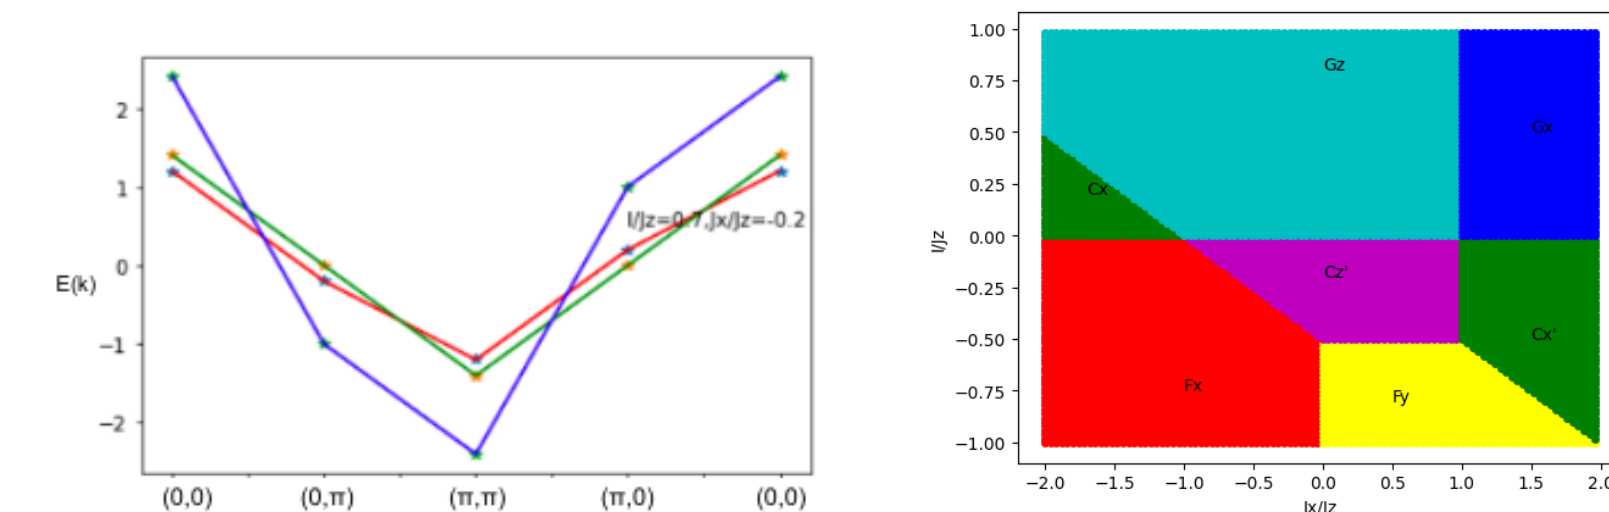 2
1
0
−1
−2
E(k)
I/Jz=0.7,Jx/Jz=-0.2
(0,0)
(0,π)
(π,π)
(π,0)
(0,0)
1.00
0.75
0.50
0.25
0.00
−0.25
−0.50
−0.75
−1.00
I/Jz
Gz
Gx
Cx
Cz'
Cx'
Fx
Fy
−2.0
−1.5
−1.0
−0.5
0.0
0.5
1.0
1.5
2.0
Jx/Jz